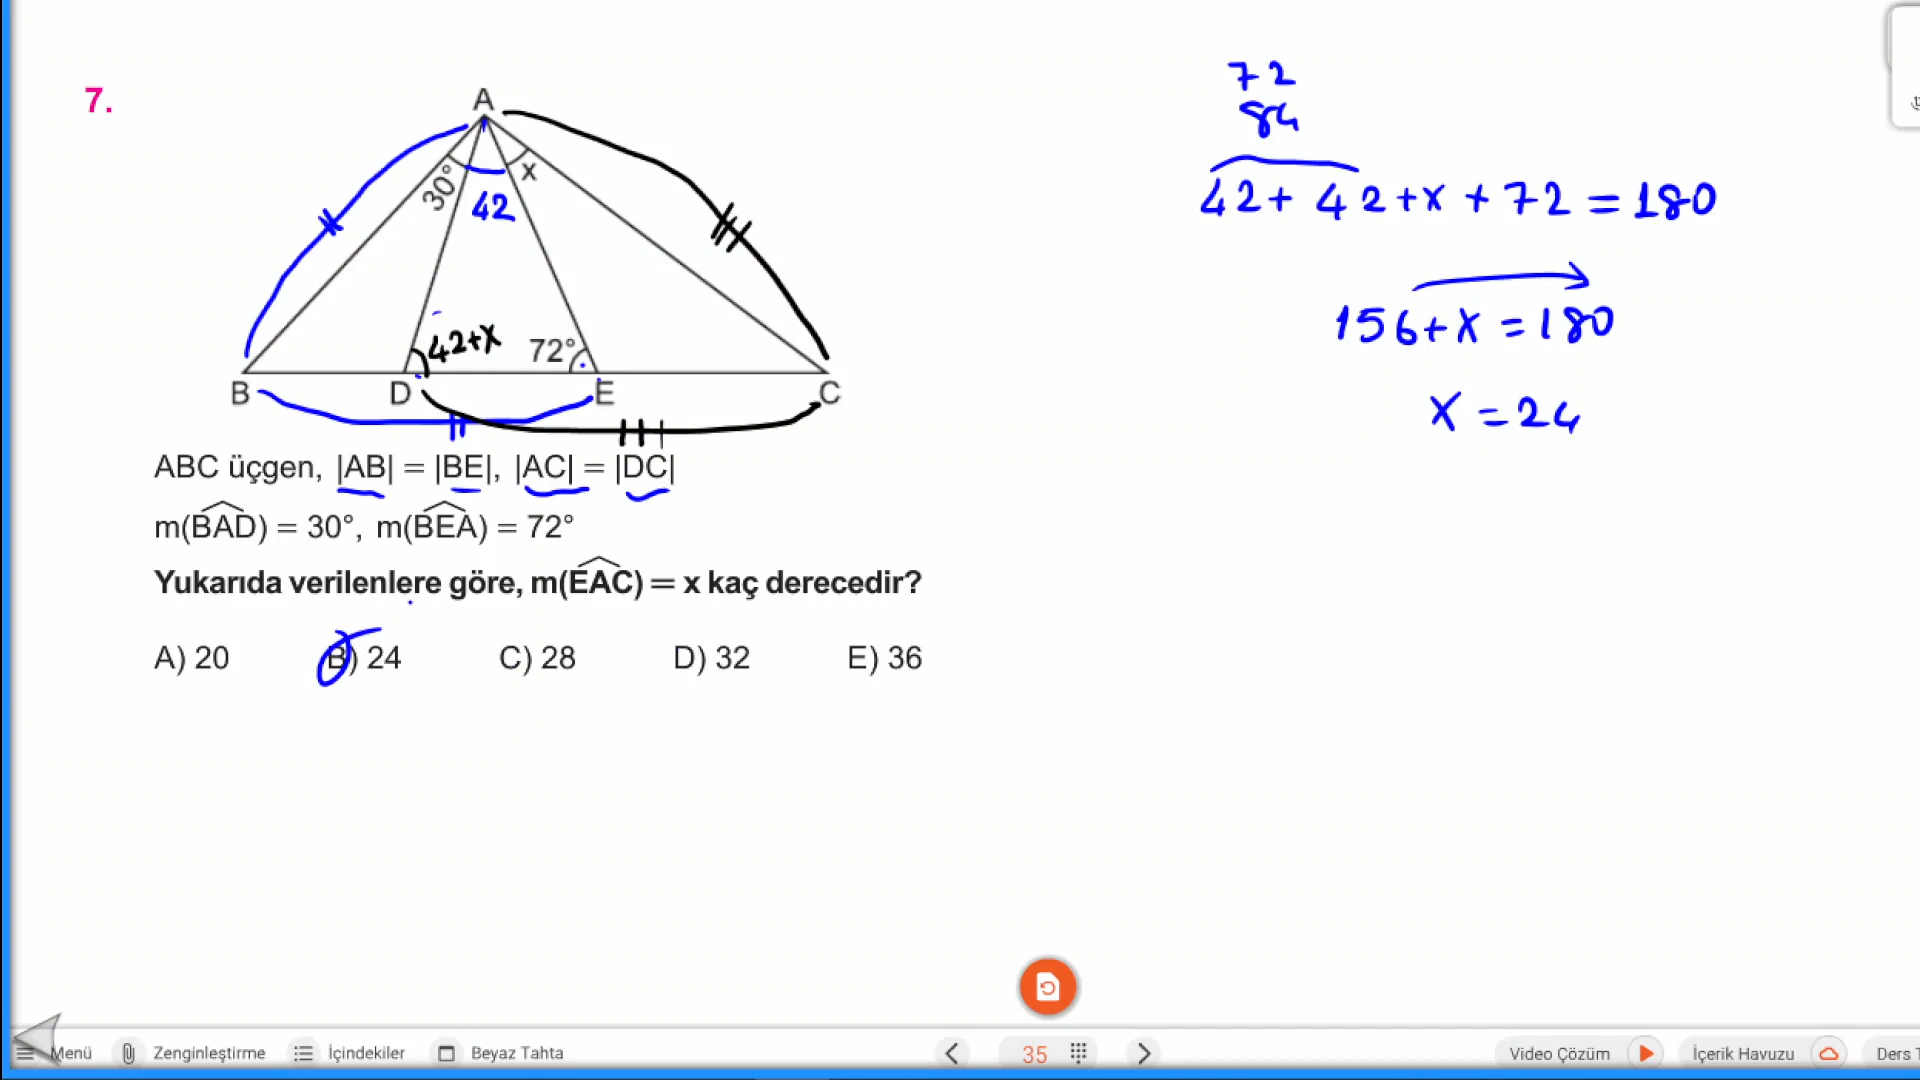 7.
A
30°
42
x
42+x
72°
B
D
E
C
ABC üçgen, |AB| = |BE|, |AC| = |DC|
m(BAD) = 30°, m(BEA) = 72°
Yukarıda verilenlere göre, m(EAC) = x kaç derecedir?
A) 20 B) 24 C) 28 D) 32 E) 36
72
84
42+ 42+x + 72 = 180
156+x = 180
x = 24
Menü Zenginleştirme İçindekiler Beyaz Tahta 35 Video Çözüm İçerik Havuzu Ders